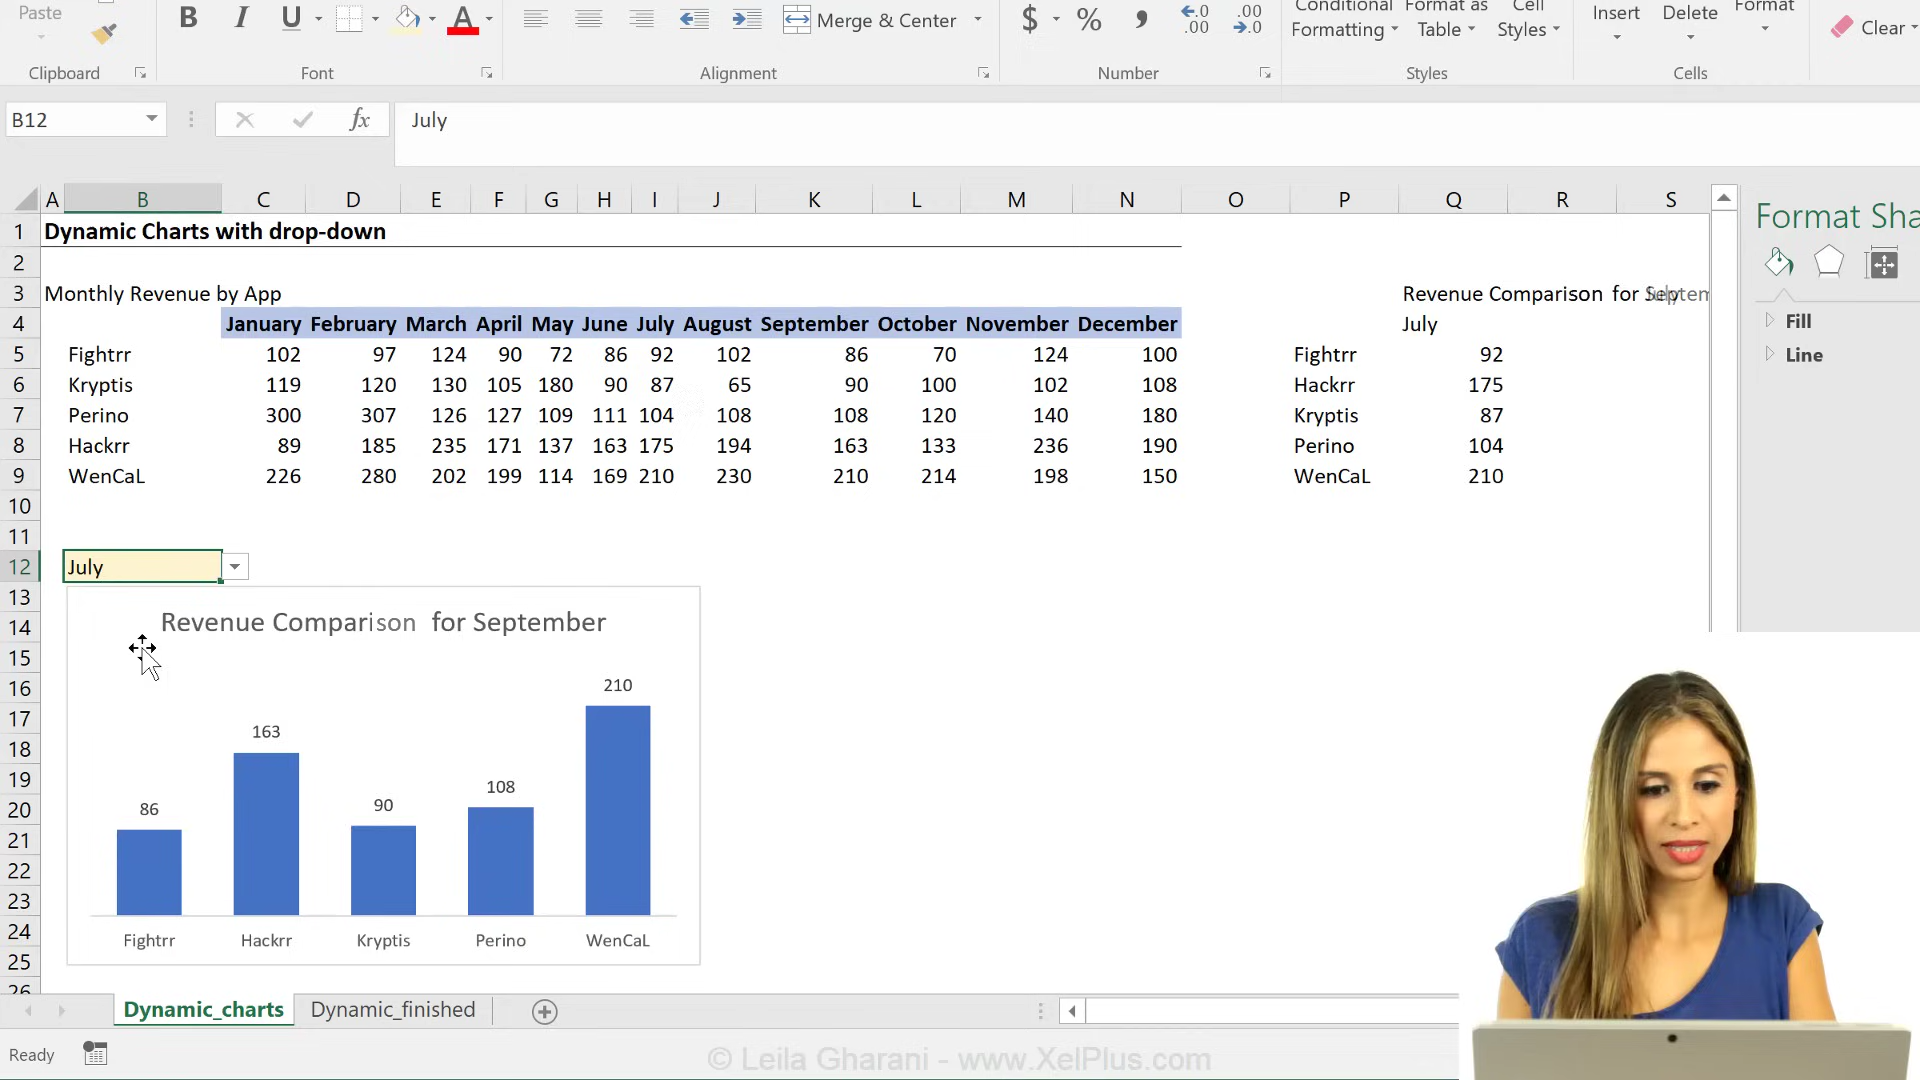 Paste
B I U A
Merge & Center
$ % , ←.0 .00 .00 →.0
Conditional Formatting
Format as Table
Cell Styles
Insert Delete Format
Clear
Clipboard Font Alignment Number Styles Cells
B12 fx July
A B C D E F G H I J K L M N O P Q R S
1 Dynamic Charts with drop-down
2
3 Monthly Revenue by App Revenue Comparison for
4 January February March April May June July August September October November December July
5 Fightrr 102 97 124 90 72 86 92 102 86 70 124 100 Fightrr 92
6 Kryptis 119 120 130 105 180 90 87 65 90 100 102 108 Hackrr 175
7 Perino 300 307 126 127 109 111 104 108 108 120 140 180 Kryptis 87
8 Hackrr 89 185 235 171 137 163 175 194 163 133 236 190 Perino 104
9 WenCaL 226 280 202 199 114 169 210 230 210 214 198 150 WenCaL 210
10
11
12 July
13
14
15
16
17
18
19
20
21
22
23
24
25
26
Revenue Comparison for September
86 163 90 108 210
Fightrr Hackrr Kryptis Perino WenCaL
Format Sha
Fill
Line
Dynamic_charts Dynamic_finished
Ready
© Leila Gharani - www.XelPlus.com